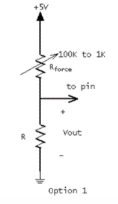 +5V
100K to 1K
Rforce
to pin
+
R
Vout
-
Option 1